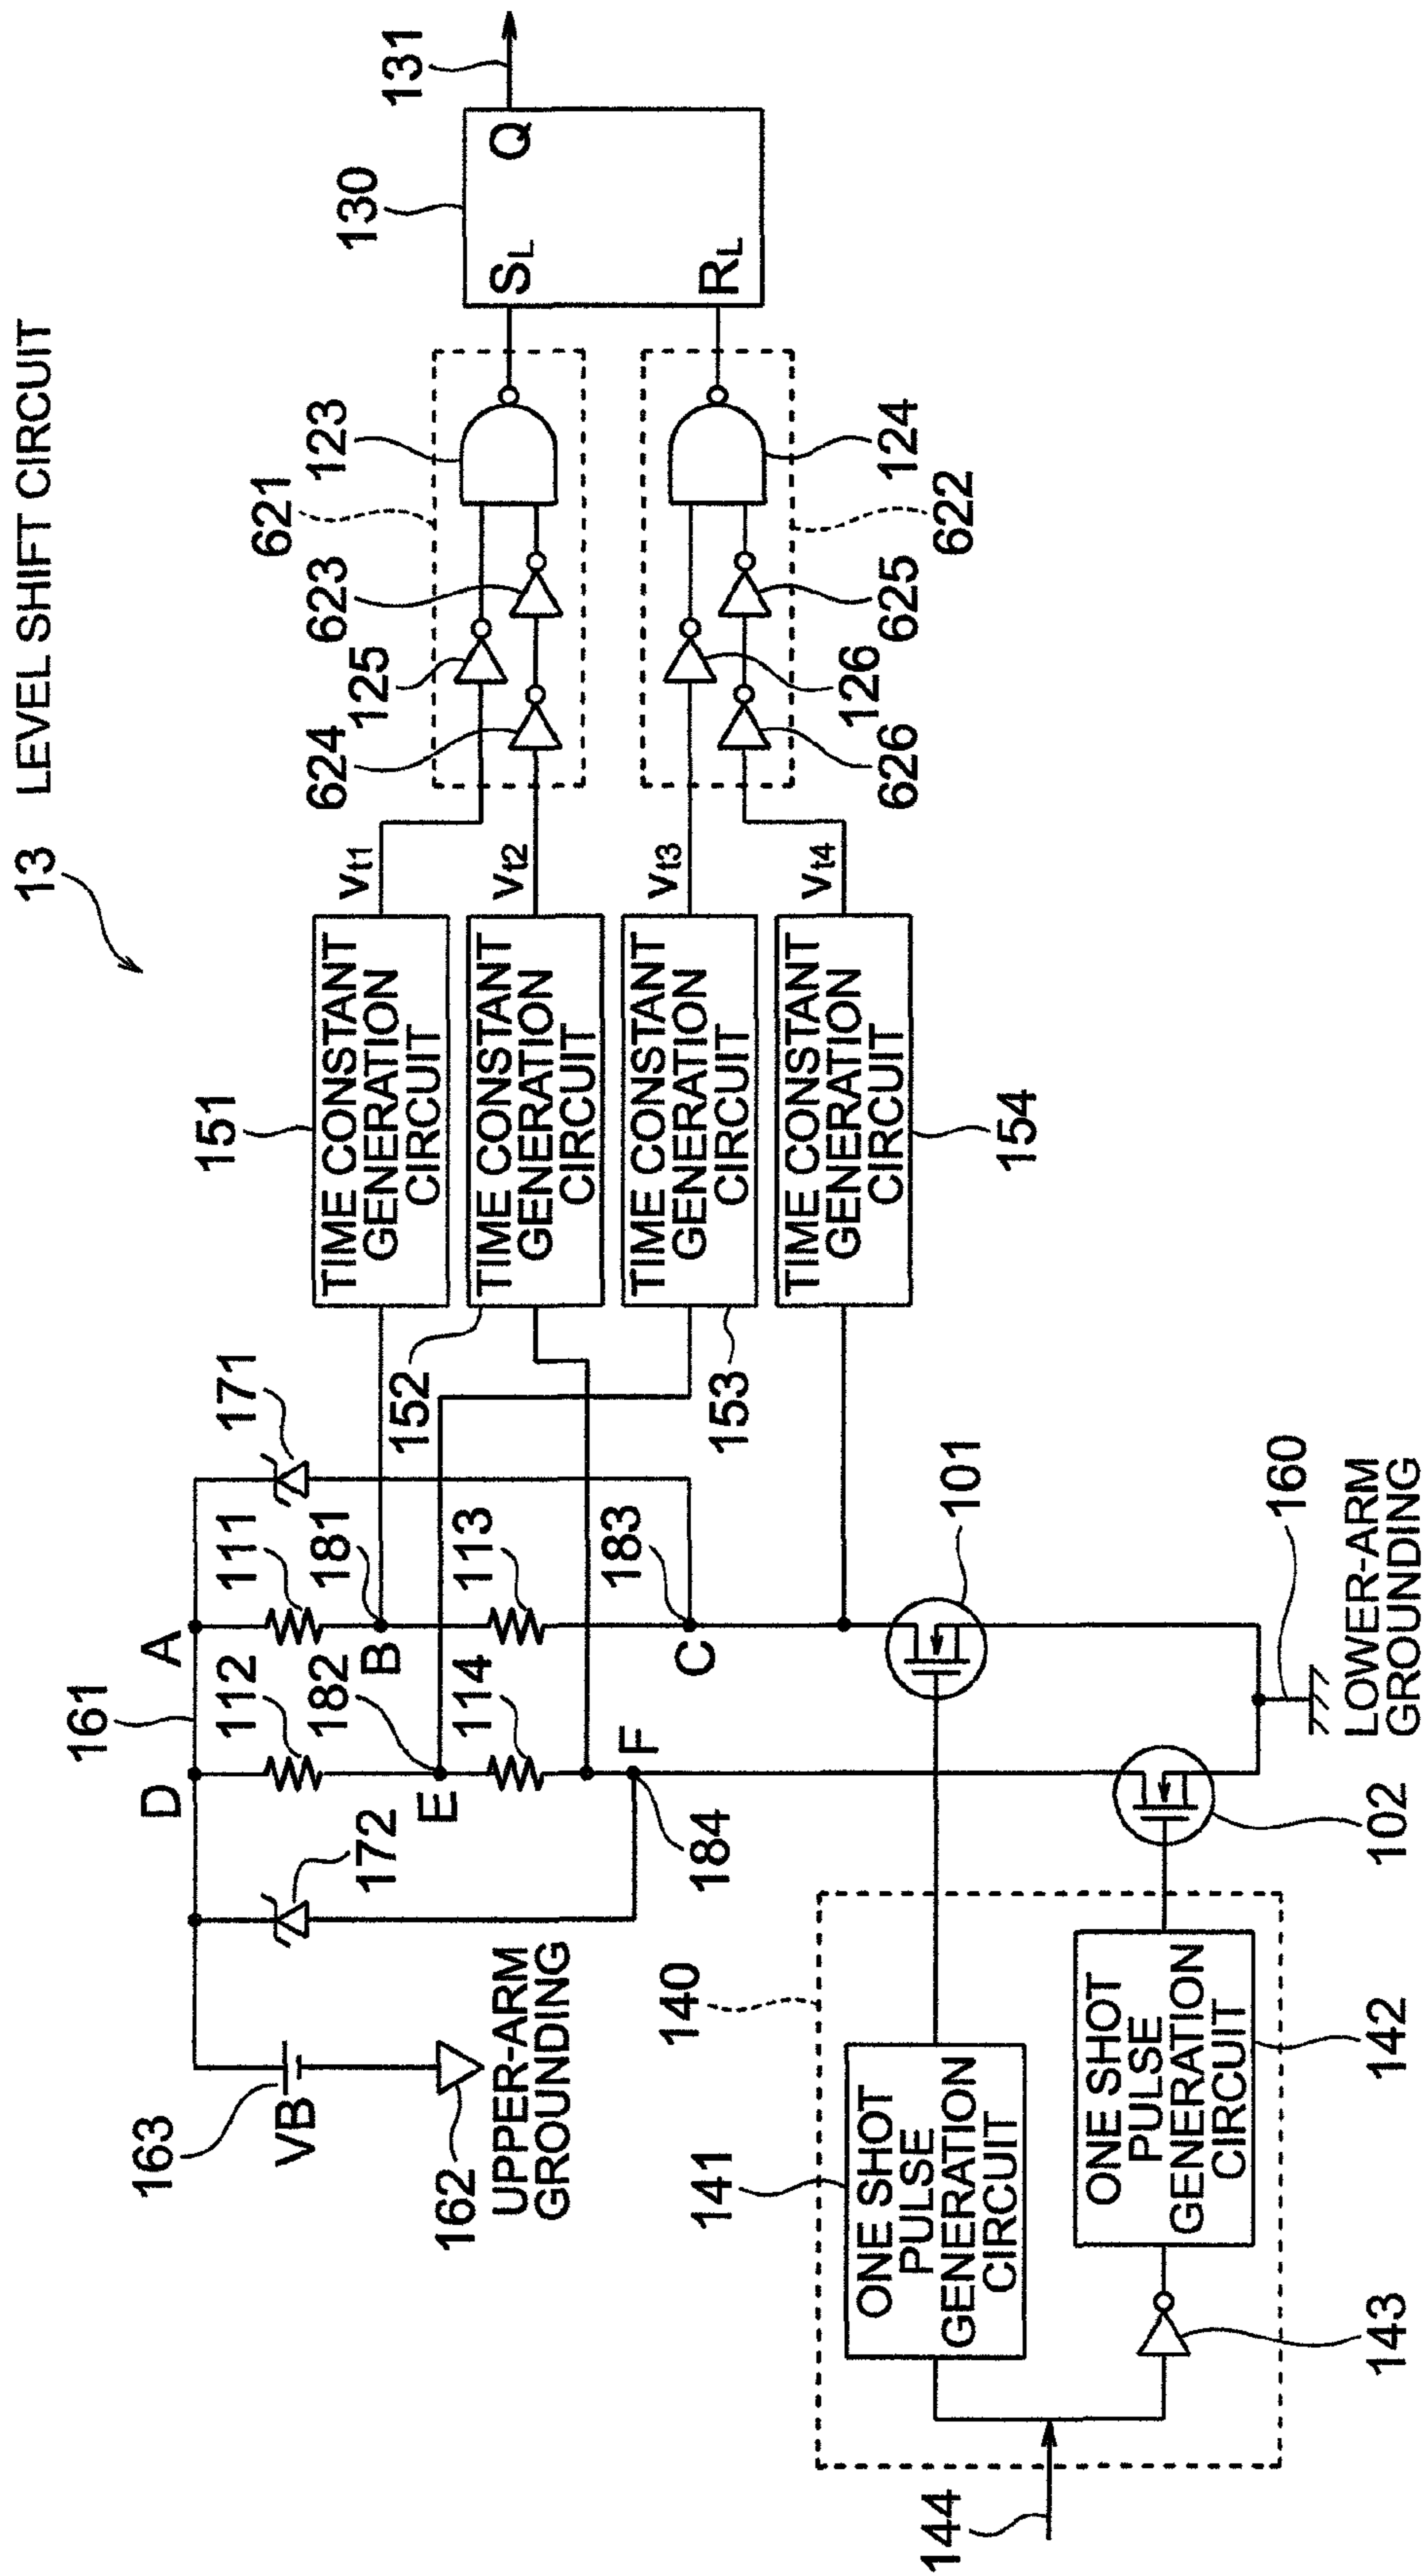 13 LEVEL SHIFT CIRCUIT
163
VB
162
UPPER-ARM
GROUNDING
172
D
161
A
112
182
E
114
F
184
111
181
B
113
183
C
171
151
TIME CONSTANT
GENERATION
CIRCUIT
152
TIME CONSTANT
GENERATION
CIRCUIT
153
TIME CONSTANT
GENERATION
CIRCUIT
154
TIME CONSTANT
GENERATION
CIRCUIT
Vt1
Vt2
Vt3
Vt4
624
125
623
621
123
626
126
625
622
124
130
SL
RL
Q
131
144
140
141
ONE SHOT
PULSE
GENERATION
CIRCUIT
143
142
ONE SHOT
PULSE
GENERATION
CIRCUIT
102
101
160
LOWER-ARM
GROUNDING